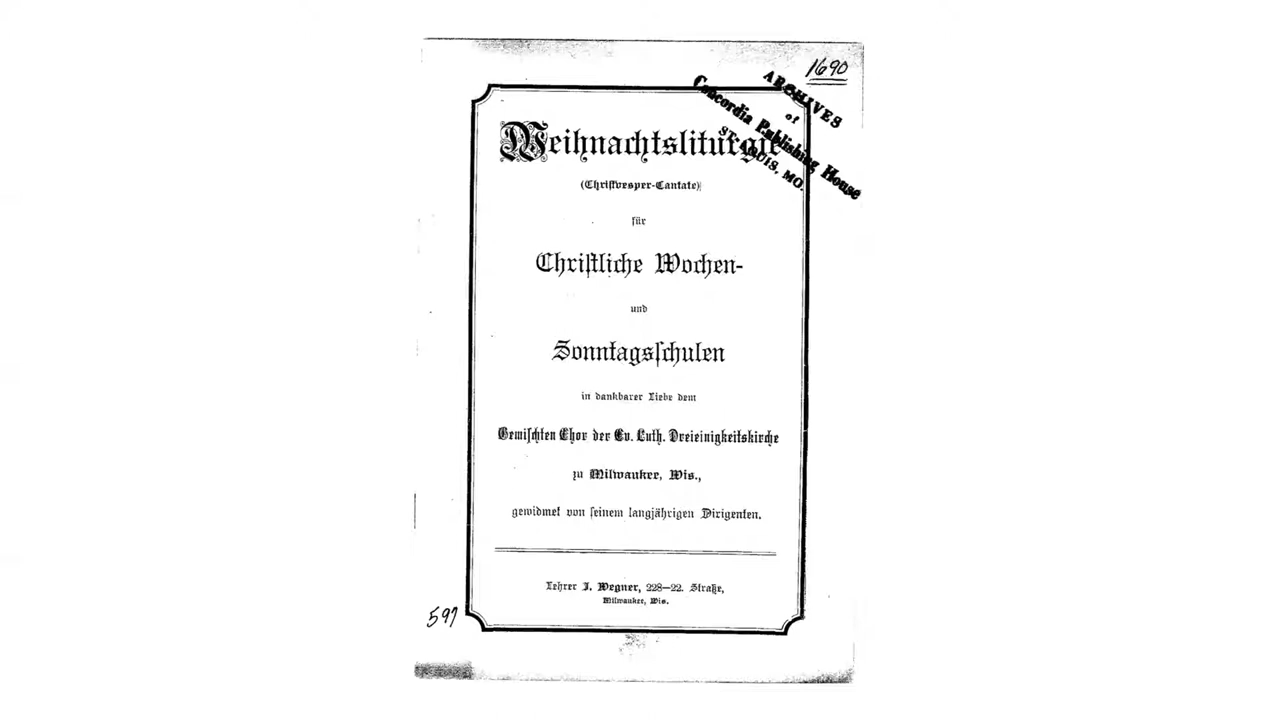 1690
ARCHIVES
of
Concordia Publishing House
ST. LOUIS, MO.
Weihnachtsliturgie
(Christvesper-Cantate)
für
Christliche Wochen-
und
Sonntagsschulen
in dankbarer Liebe dem
Gemischten Chor der Ev. Luth. Dreieinigkeitskirche
zu Milwaukee, Wis.,
gewidmet von seinem langjährigen Dirigenten.
Lehrer J. Wegner, 228—22. Straße,
Milwaukee, Wis.
597